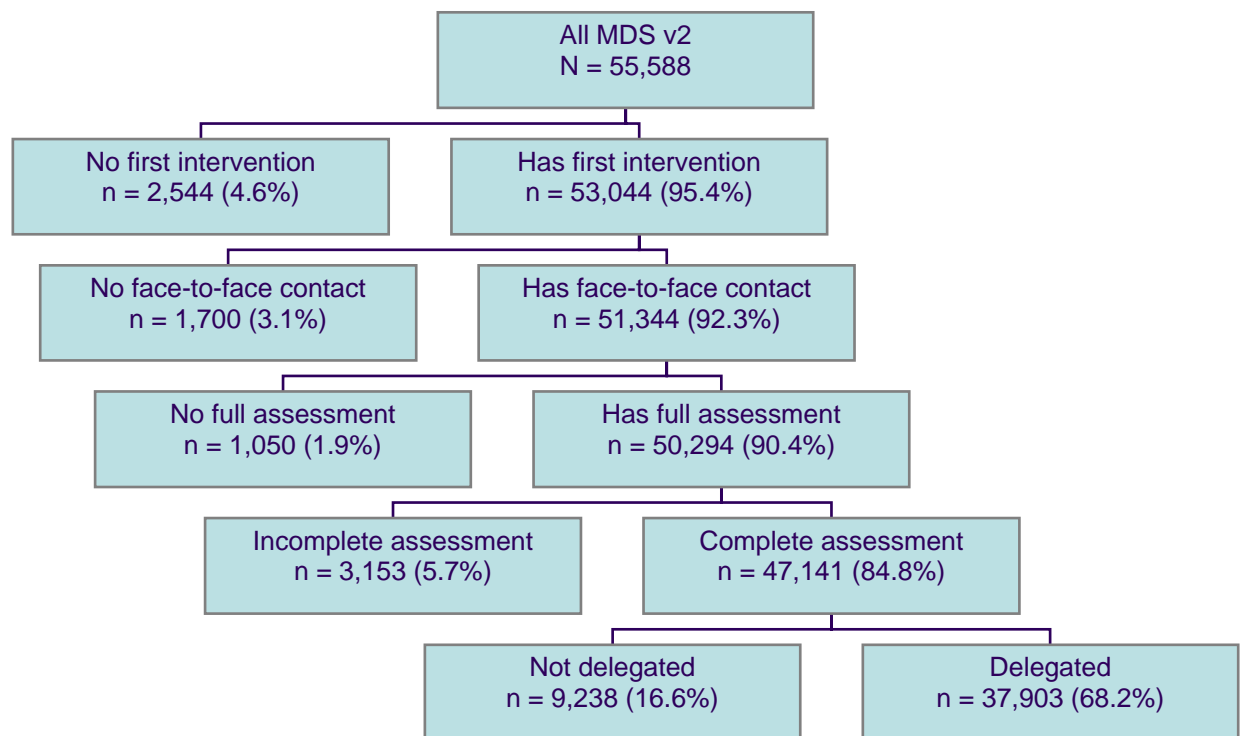 All MDS v2
N = 55,588
No first intervention
n = 2,544 (4.6%)
Has first intervention
n = 53,044 (95.4%)
No face-to-face contact
n = 1,700 (3.1%)
Has face-to-face contact
n = 51,344 (92.3%)
No full assessment
n = 1,050 (1.9%)
Has full assessment
n = 50,294 (90.4%)
Incomplete assessment
n = 3,153 (5.7%)
Complete assessment
n = 47,141 (84.8%)
Not delegated
n = 9,238 (16.6%)
Delegated
n = 37,903 (68.2%)